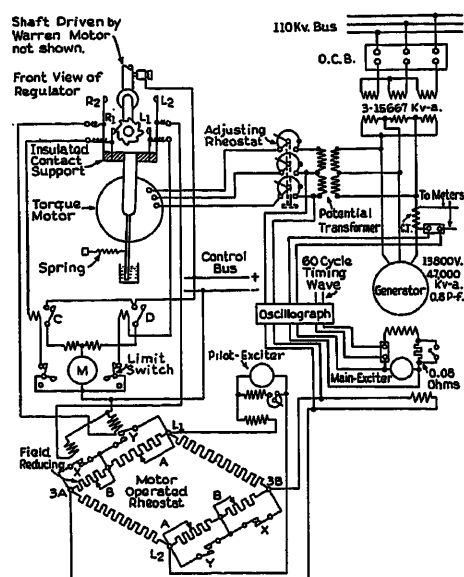 Shaft Driven by
Warren Motor
not shown.
Front View of
Regulator
R2
L2
R1
L1
Insulated
Contact
Support
Torque
Motor
Spring
C
D
M
Limit
Switch
Control
Bus
+
-
Adjusting
Rheostat
Potential
Transformer
110Kv. Bus
O.C.B.
3-15667 Kv-a.
To Meters
C.T.
Generator
13800V.
47,000
Kv-a.
0.8 P-f.
60 Cycle
Timing
Wave
Oscillograph
Pilot-Exciter
Main-Exciter
0.08
Ohms
Field
Reducing
X
Y
L1
A
B
3A
Motor
Operated
Rheostat
3B
A
B
X
L2
Y